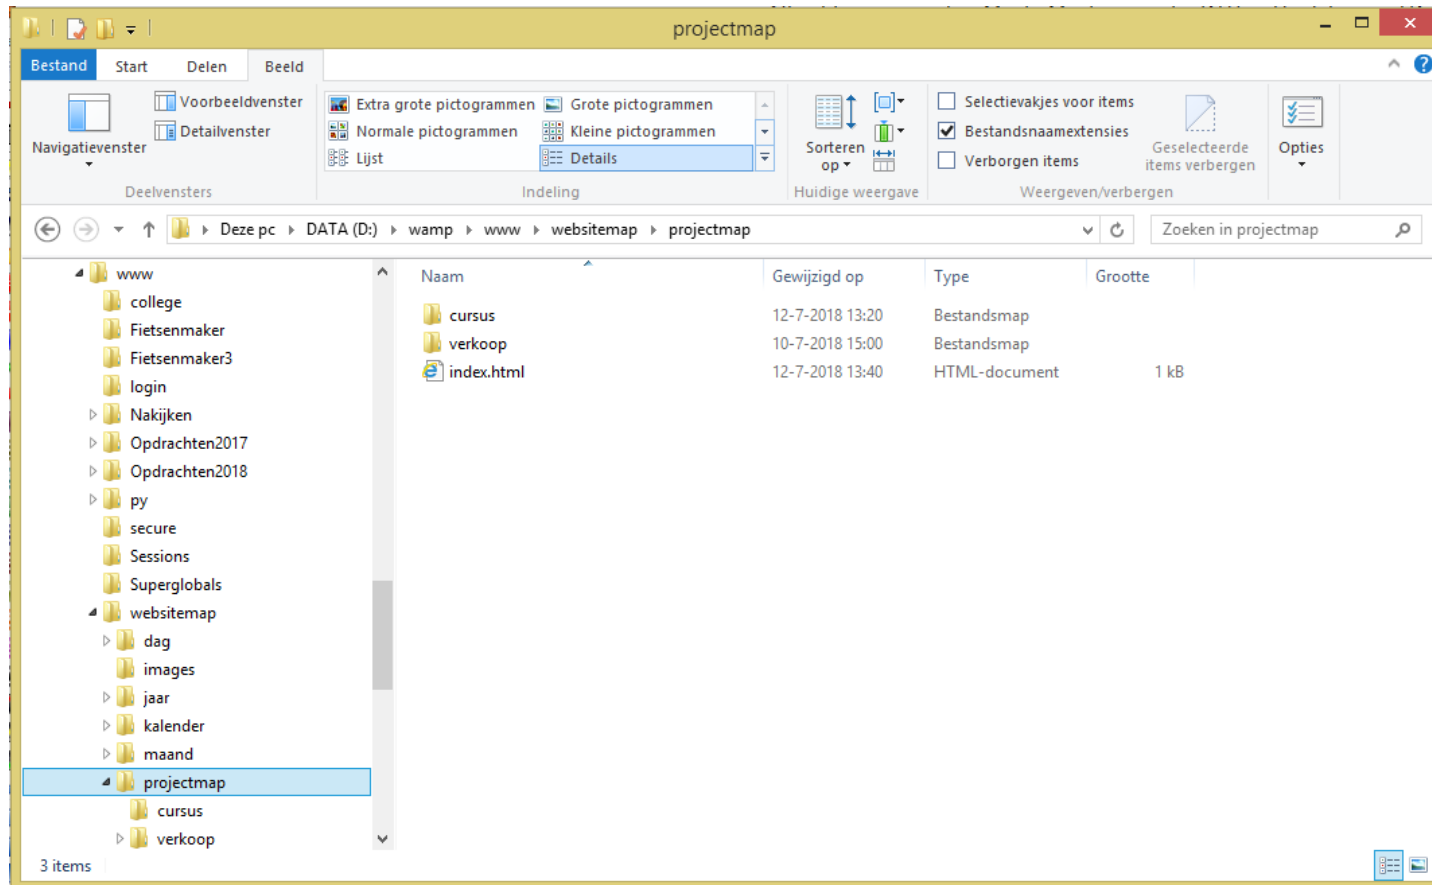 projectmap
Bestand Start Delen Beeld
Voorbeeldvenster
Detailvenster
Navigatievenster
Deelvensters
Extra grote pictogrammen Grote pictogrammen
Normale pictogrammen Kleine pictogrammen
Lijst Details
Indeling
Sorteren
op
Huidige weergave
Selectievakjes voor items
Bestandsnaamextensies
Verborgen items
Geselecteerde
items verbergen
Weergeven/verbergen
Opties
Deze pc DATA (D:) wamp www websitemap projectmap
Zoeken in projectmap
www
college
Fietsenmaker
Fietsenmaker3
login
Nakijken
Opdrachten2017
Opdrachten2018
py
secure
Sessions
Superglobals
websitemap
dag
images
jaar
kalender
maand
projectmap
cursus
verkoop
Naam Gewijzigd op Type Grootte
cursus 12-7-2018 13:20 Bestandsmap
verkoop 10-7-2018 15:00 Bestandsmap
index.html 12-7-2018 13:40 HTML-document 1 kB
3 items